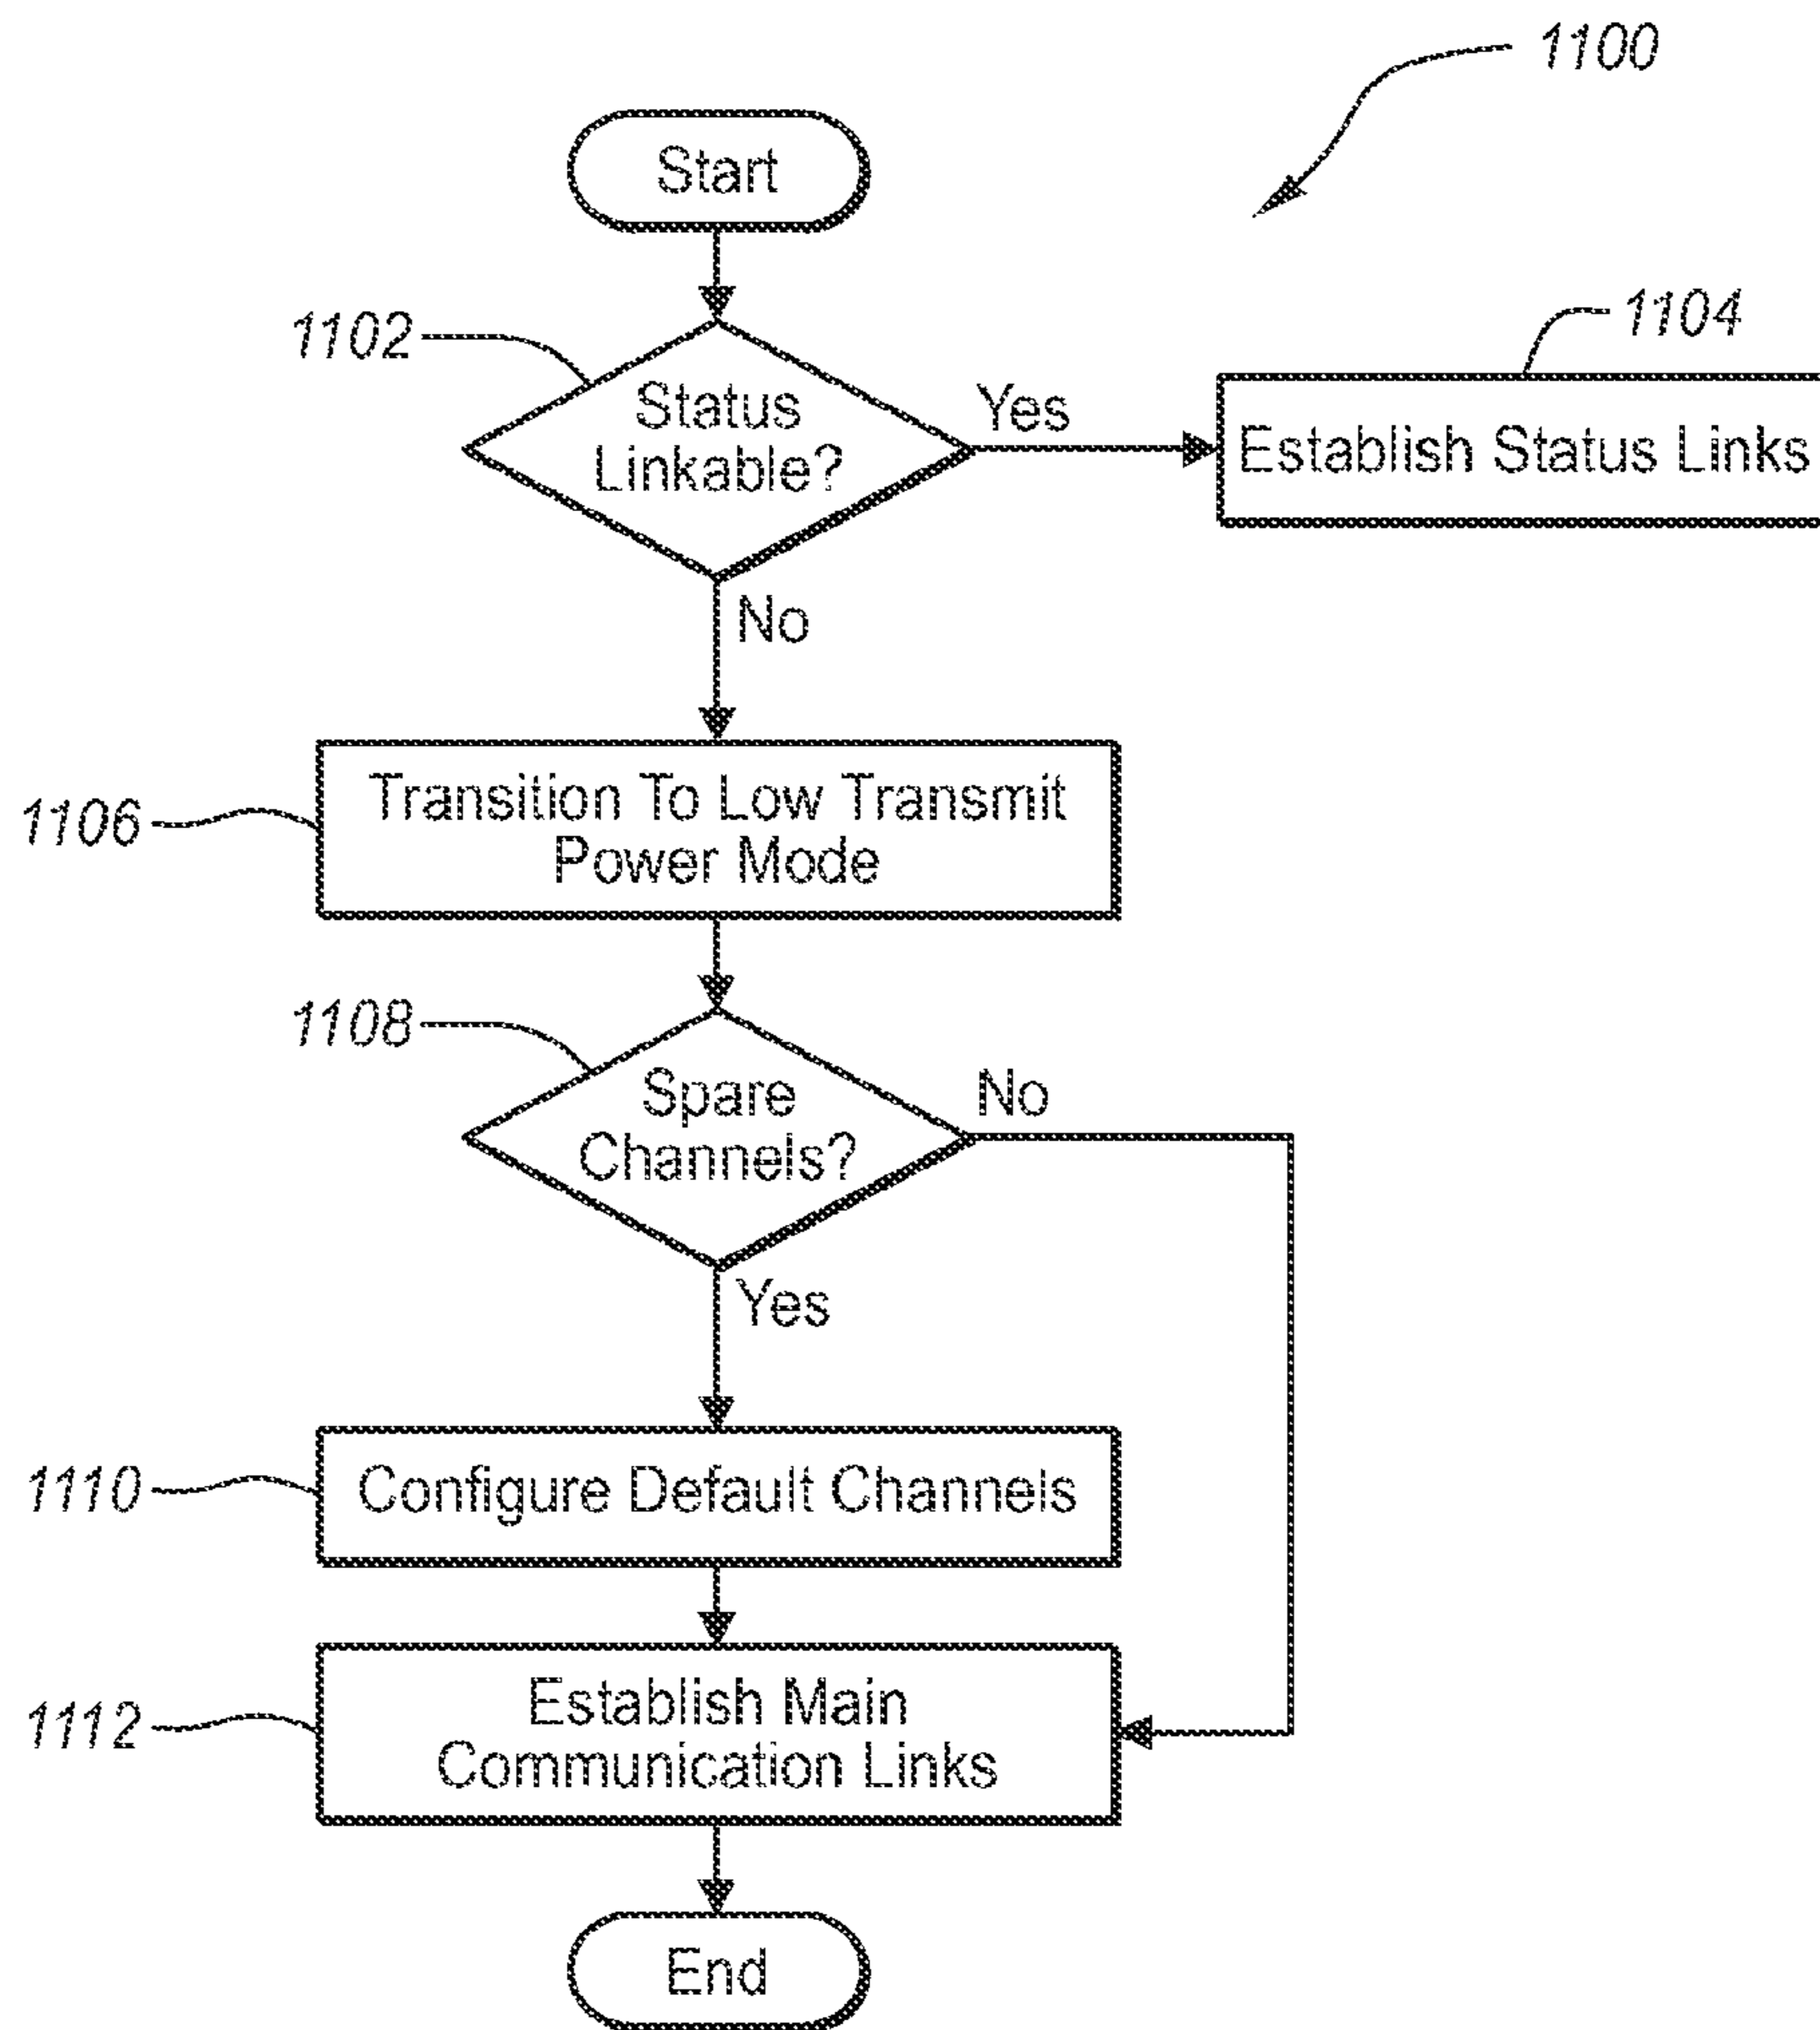 1100
Start
1102
Status
Linkable?
Yes
1104
Establish Status Links
No
1106
Transition To Low Transmit
Power Mode
1108
Spare
Channels?
No
Yes
1110
Configure Default Channels
1112
Establish Main
Communication Links
End